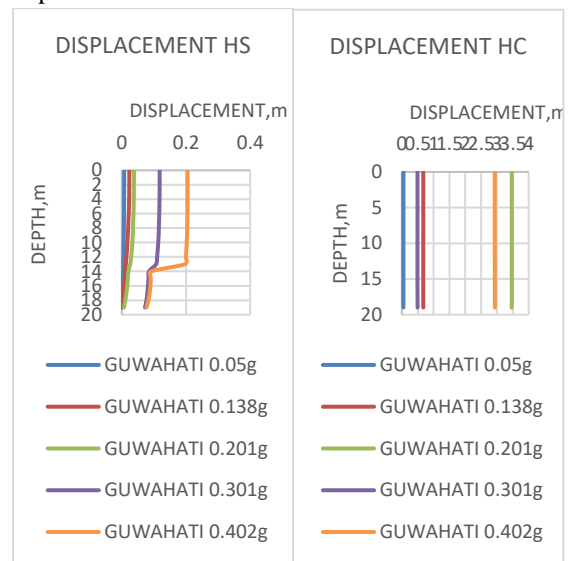 DISPLACEMENT HS
DISPLACEMENT,m
0 0.2 0.4
DEPTH,m
0
2
4
6
8
10
12
14
16
18
20
GUWAHATI 0.05g
GUWAHATI 0.138g
GUWAHATI 0.201g
GUWAHATI 0.301g
GUWAHATI 0.402g
DISPLACEMENT HC
DISPLACEMENT,m
00.511.522.533.54
DEPTH,m
0
5
10
15
20
GUWAHATI 0.05g
GUWAHATI 0.138g
GUWAHATI 0.201g
GUWAHATI 0.301g
GUWAHATI 0.402g